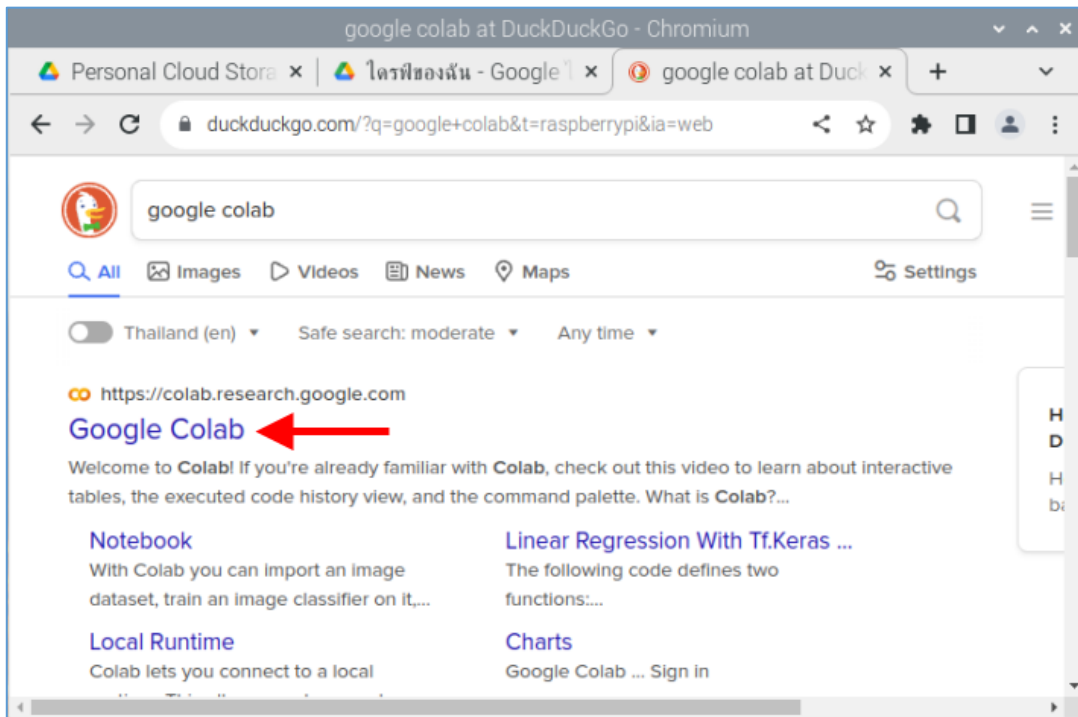 google colab at DuckDuckGo - Chromium
Personal Cloud Stora
ไดรฟ์ของฉัน - Google
google colab at Duck
duckduckgo.com/?q=google+colab&t=raspberrypi&ia=web
google colab
All Images Videos News Maps Settings
Thailand (en) Safe search: moderate Any time
https://colab.research.google.com
Google Colab
Welcome to Colab! If you're already familiar with Colab, check out this video to learn about interactive
tables, the executed code history view, and the command palette. What is Colab?...
Notebook
With Colab you can import an image
dataset, train an image classifier on it,...
Linear Regression With Tf.Keras ...
The following code defines two
functions:...
Local Runtime
Colab lets you connect to a local
Charts
Google Colab ... Sign in
H
D
H